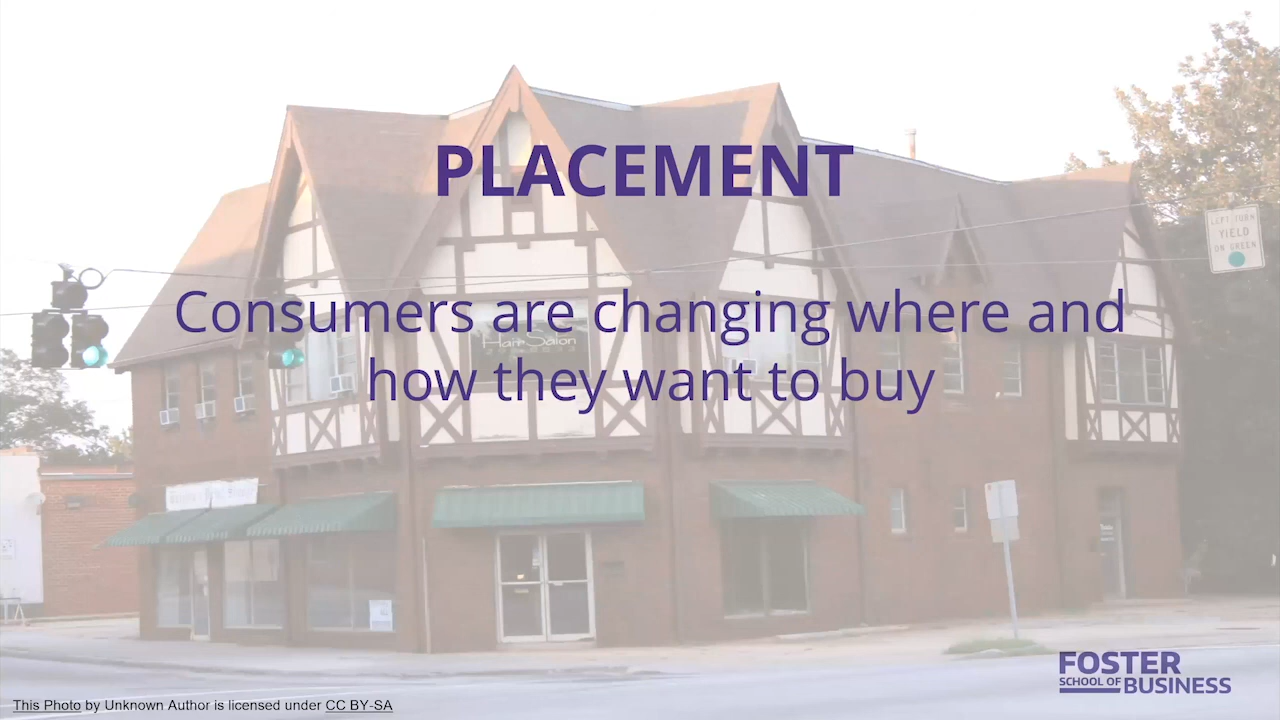 PLACEMENT
Consumers are changing where and
how they want to buy
Hair Salon
LEFT TURN
YIELD
ON GREEN
FOSTER
SCHOOL OF BUSINESS
This Photo by Unknown Author is licensed under CC BY-SA